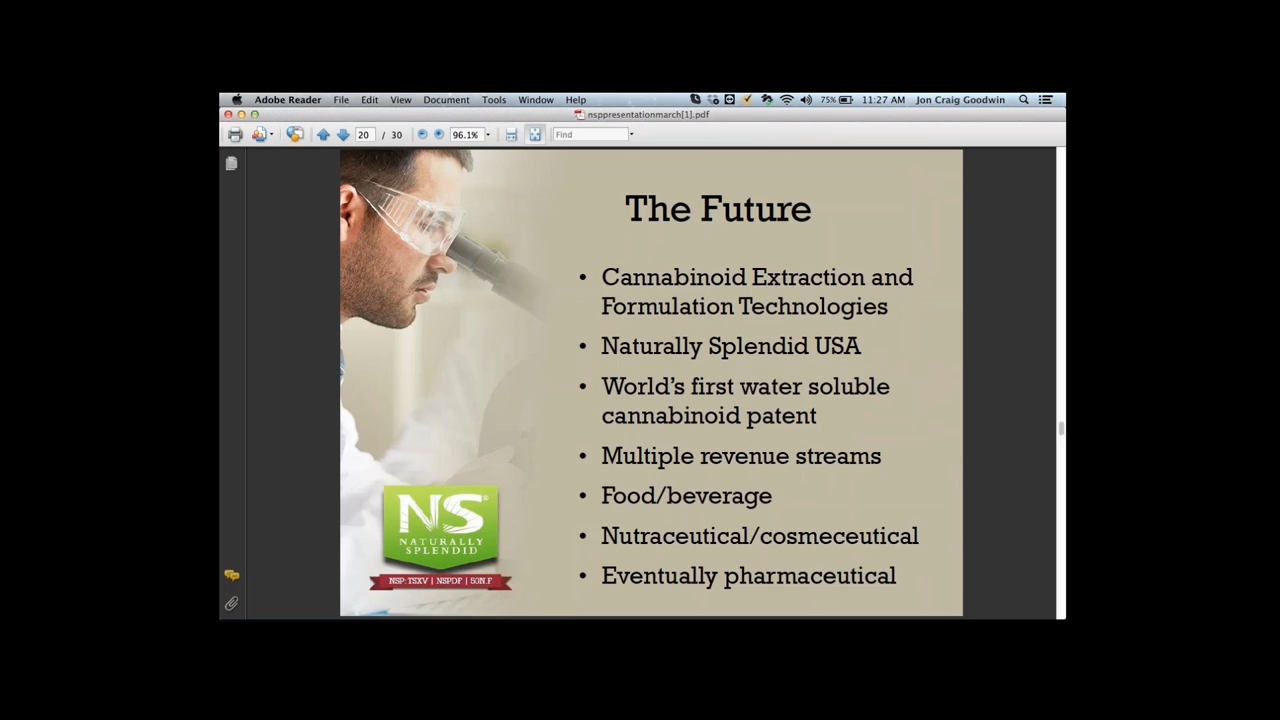 Adobe Reader File Edit View Document Tools Window Help 75% 11:27 AM Jon Craig Goodwin
nsppresentationmarch[1].pdf
20 / 30 96.1% Find
The Future
• Cannabinoid Extraction and
Formulation Technologies
• Naturally Splendid USA
• World's first water soluble
cannabinoid patent
• Multiple revenue streams
• Food/beverage
• Nutraceutical/cosmeceutical
• Eventually pharmaceutical
NS®
NATURALLY
SPLENDID
NSP: TSXV | NSPDF | 50N.F